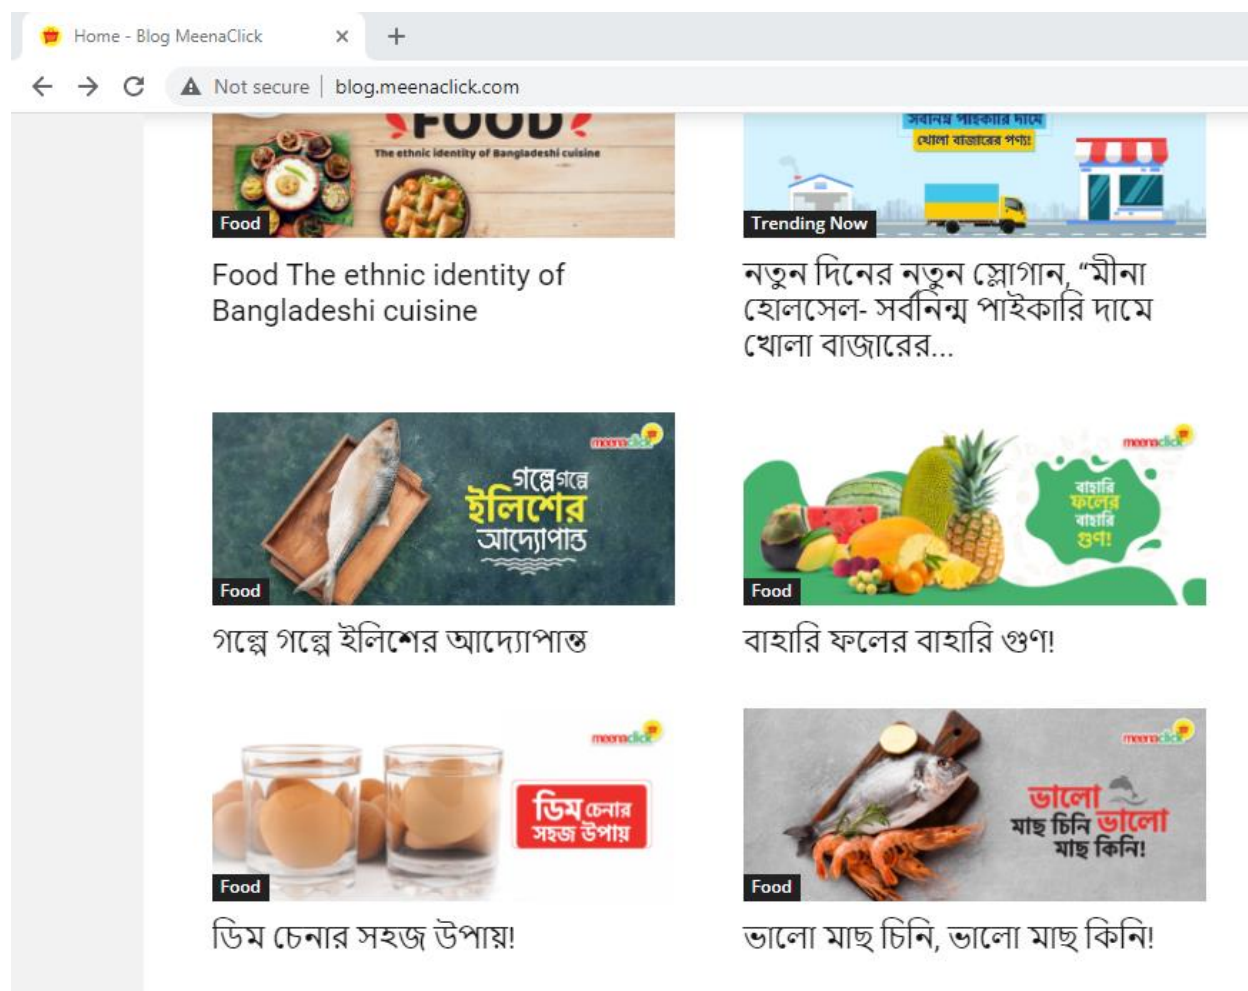 Home - Blog MeenaClick
Not secure | blog.meenaclick.com
FOOD
The ethnic identity of Bangladeshi cuisine
Food
Food The ethnic identity of
Bangladeshi cuisine
সর্বনিম্ন পাইকারি দামে
খোলা বাজারের পণ্য!
Trending Now
নতুন দিনের নতুন স্লোগান, “মীনা
হোলসেল- সর্বনিম্ন পাইকারি দামে
খোলা বাজারের...
meenaclick
গল্পে গল্পে
ইলিশের
আদ্যোপান্ত
Food
গল্পে গল্পে ইলিশের আদ্যোপান্ত
meenaclick
বাহারি
ফলের
বাহারি
গুণ!
Food
বাহারি ফলের বাহারি গুণ!
meenaclick
ডিম চেনার
সহজ উপায়
Food
ডিম চেনার সহজ উপায়!
meenaclick
ভালো
মাছ চিনি ভালো
মাছ কিনি!
Food
ভালো মাছ চিনি, ভালো মাছ কিনি!